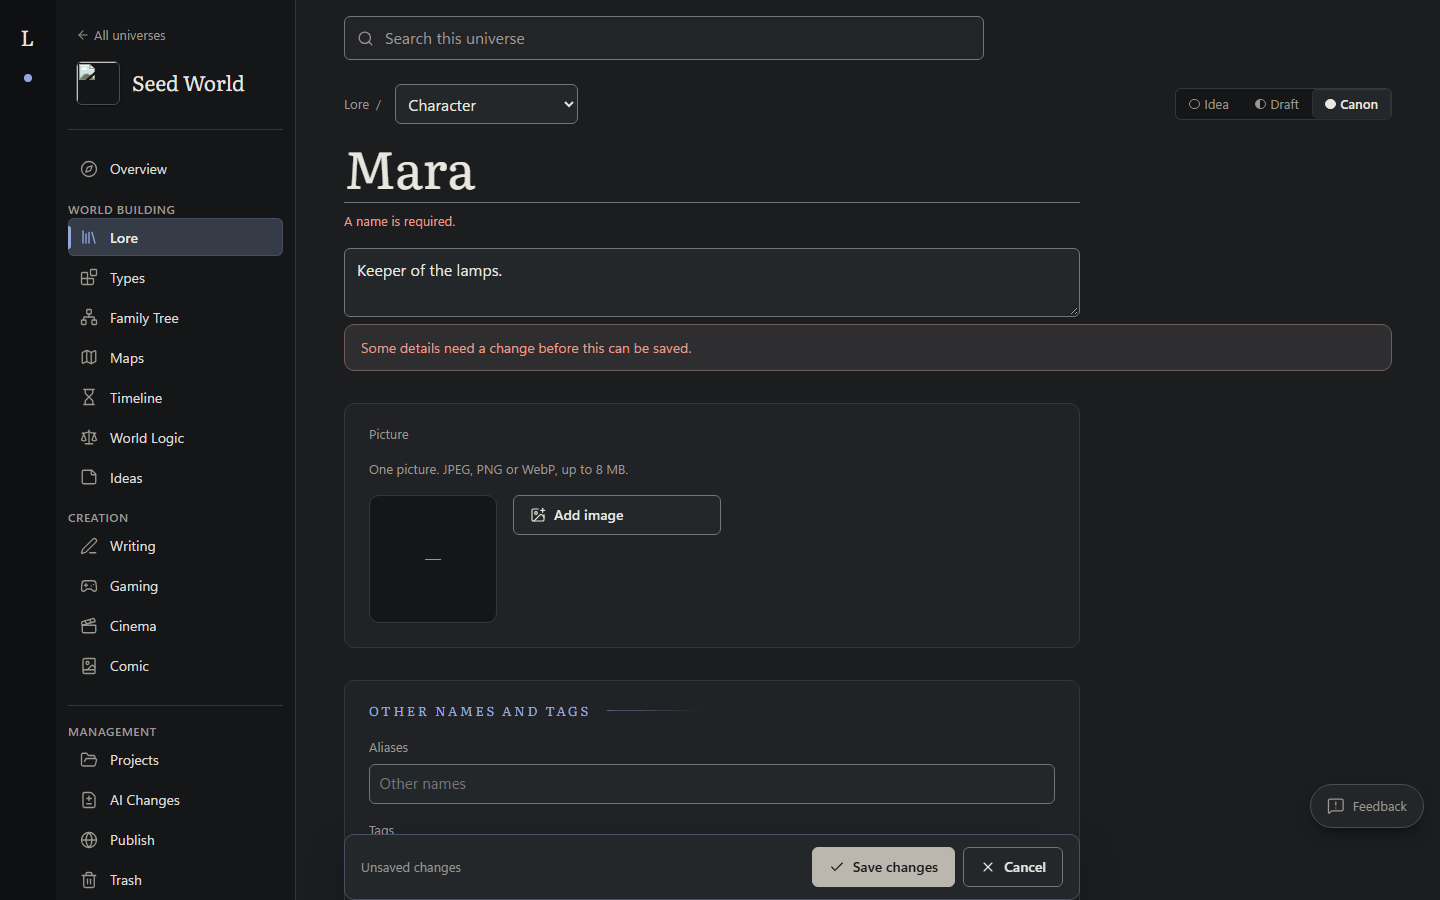 L
All universes
Seed World
Overview
WORLD BUILDING
Lore
Types
Family Tree
Maps
Timeline
World Logic
Ideas
CREATION
Writing
Gaming
Cinema
Comic
MANAGEMENT
Projects
AI Changes
Publish
Trash
Search this universe
Lore /
Character
Idea
Draft
Canon
Mara
A name is required.
Keeper of the lamps.
Some details need a change before this can be saved.
Picture
One picture. JPEG, PNG or WebP, up to 8 MB.
—
Add image
OTHER NAMES AND TAGS
Aliases
Other names
Tags
Unsaved changes
Save changes
Cancel
Feedback